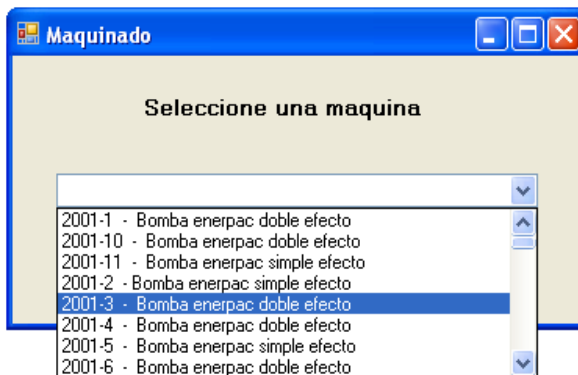 Maquinado
Seleccione una maquina
2001-1 - Bomba enerpac doble efecto
2001-10 - Bomba enerpac doble efecto
2001-11 - Bomba enerpac simple efecto
2001-2 - Bomba enerpac simple efecto
2001-3 - Bomba enerpac doble efecto
2001-4 - Bomba enerpac doble efecto
2001-5 - Bomba enerpac simple efecto
2001-6 - Bomba enerpac doble efecto